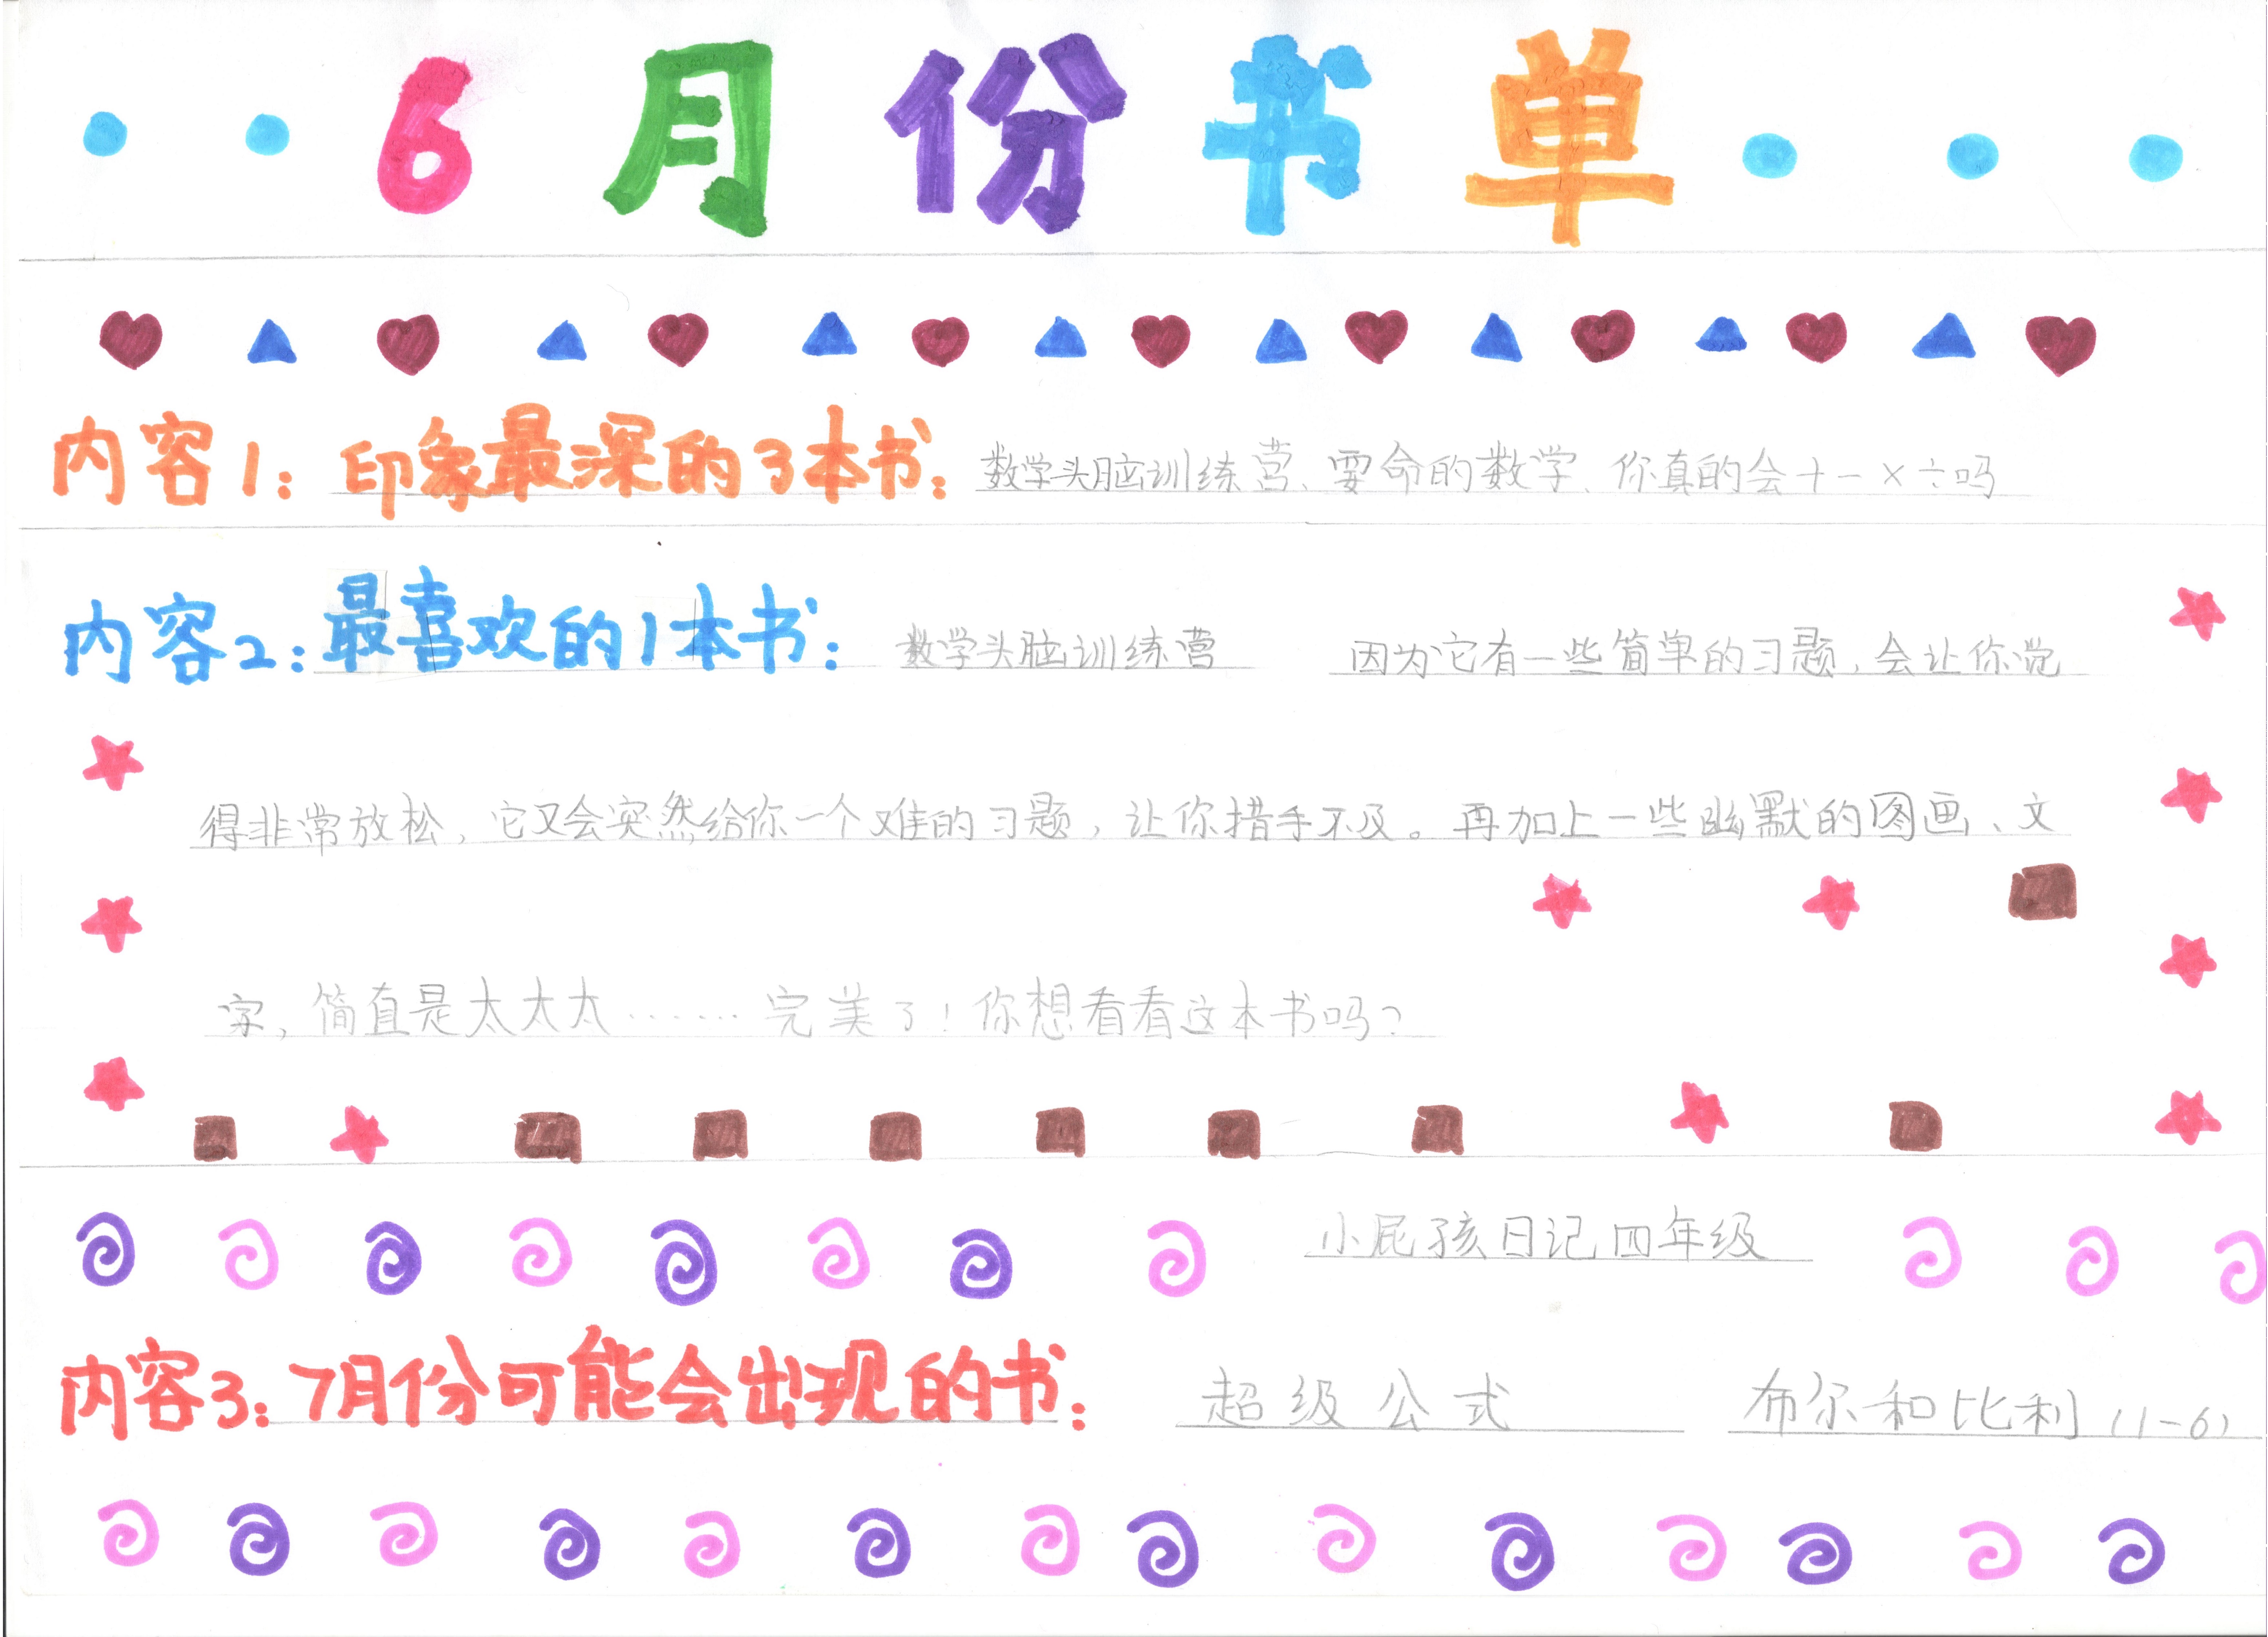 6月份书单
内容1：印象最深的3本书：数学头脑训练营、要命的数学、你真的会+-×÷吗
内容2：最喜欢的1本书：数学头脑训练营 因为它有一些简单的习题，会让你觉
得非常放松，它又会突然给你一个难的习题，让你措手不及。再加上一些幽默的图画、文
字，简直是太太太……完美了！你想看看这本书吗？
小屁孩日记四年级
内容3：7月份可能会出现的书：超级公式 布尔和比利（1-6）